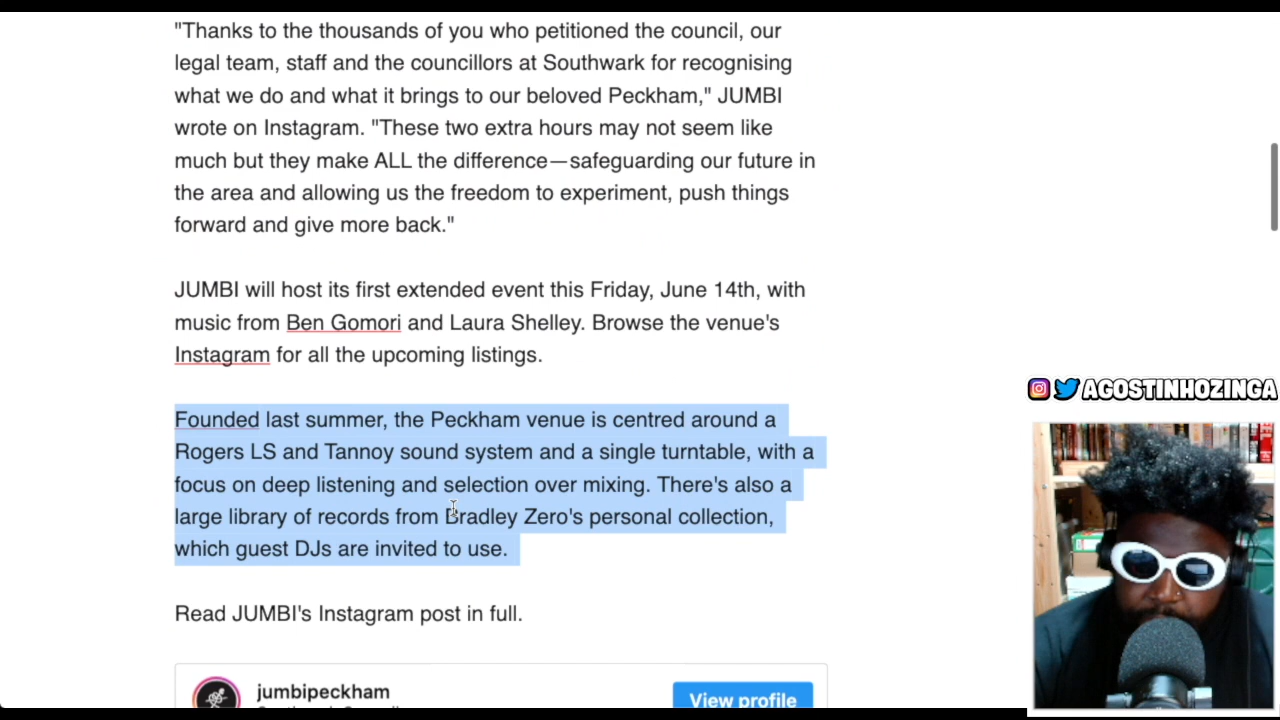 "Thanks to the thousands of you who petitioned the council, our
legal team, staff and the councillors at Southwark for recognising
what we do and what it brings to our beloved Peckham," JUMBI
wrote on Instagram. "These two extra hours may not seem like
much but they make ALL the difference—safeguarding our future in
the area and allowing us the freedom to experiment, push things
forward and give more back."
JUMBI will host its first extended event this Friday, June 14th, with
music from Ben Gomori and Laura Shelley. Browse the venue's
Instagram for all the upcoming listings.
Founded last summer, the Peckham venue is centred around a
Rogers LS and Tannoy sound system and a single turntable, with a
focus on deep listening and selection over mixing. There's also a
large library of records from Bradley Zero's personal collection,
which guest DJs are invited to use.
Read JUMBI's Instagram post in full.
jumbipeckham
View profile
AGOSTINHOZINGA